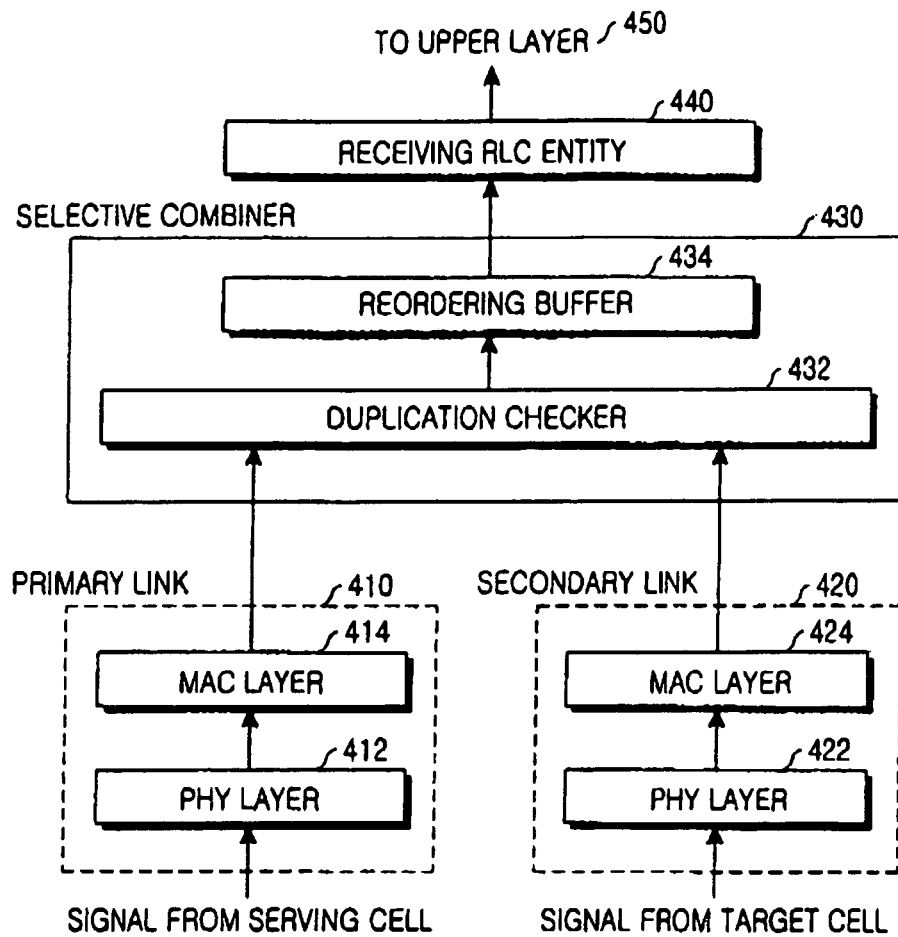 TO UPPER LAYER 450
440
RECEIVING RLC ENTITY
SELECTIVE COMBINER
430
434
REORDERING BUFFER
432
DUPLICATION CHECKER
PRIMARY LINK
410
SECONDARY LINK
420
414
MAC LAYER
424
MAC LAYER
412
PHY LAYER
422
PHY LAYER
SIGNAL FROM SERVING CELL
SIGNAL FROM TARGET CELL